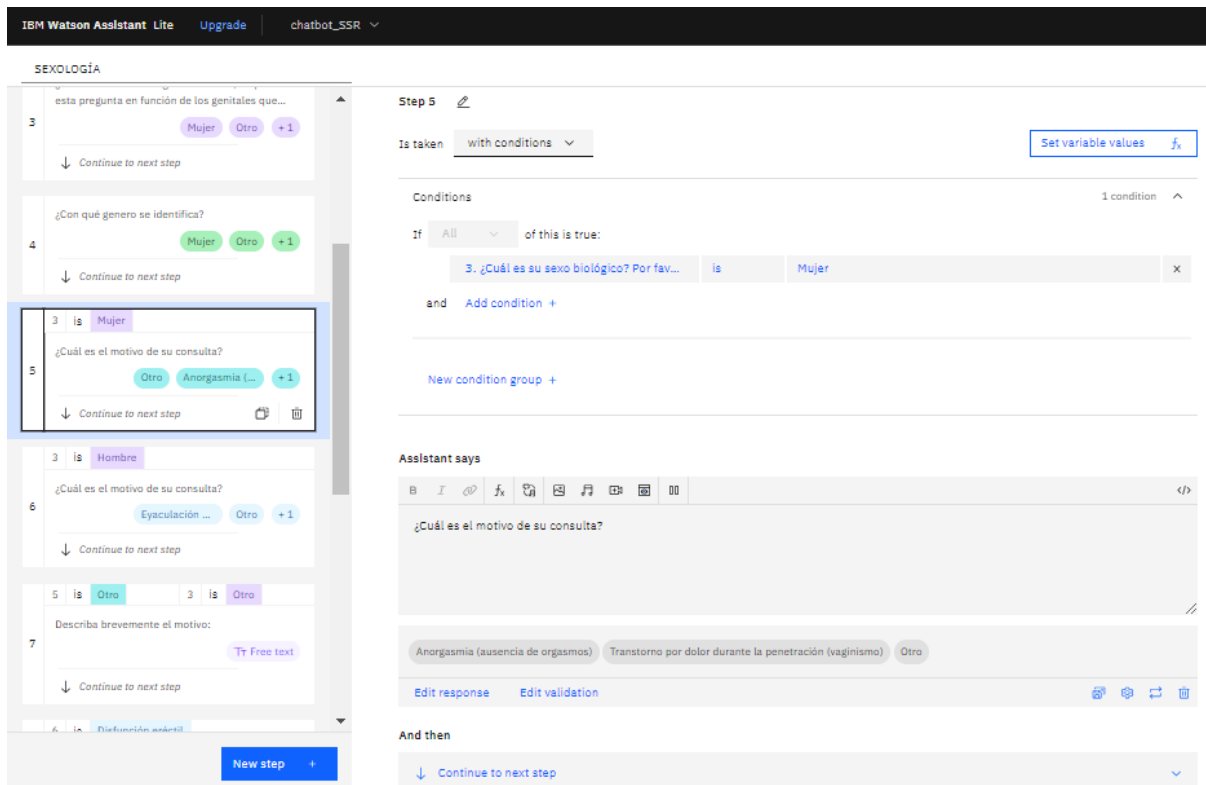 IBM Watson Assistant Lite Upgrade chatbot_SSR
SEXOLOGÍA
esta pregunta en función de los genitales que...
3
Mujer Otro + 1
Continue to next step
¿Con qué genero se identifica?
4
Mujer Otro + 1
Continue to next step
3 is Mujer
¿Cuál es el motivo de su consulta?
5
Otro Anorgasmia (... + 1
Continue to next step
3 is Hombre
¿Cuál es el motivo de su consulta?
6
Eyaculación ... Otro + 1
Continue to next step
5 is Otro 3 is Otro
Describa brevemente el motivo:
7
Free text
Continue to next step
6 is Disfunción eréctil
New step +
Step 5
Is taken with conditions
Set variable values fx
Conditions 1 condition
If All of this is true:
3. ¿Cuál es su sexo biológico? Por fav... is Mujer x
and Add condition +
New condition group +
Assistant says
B I fx </>
¿Cuál es el motivo de su consulta?
Anorgasmia (ausencia de orgasmos) Transtorno por dolor durante la penetración (vaginismo) Otro
Edit response Edit validation
And then
Continue to next step